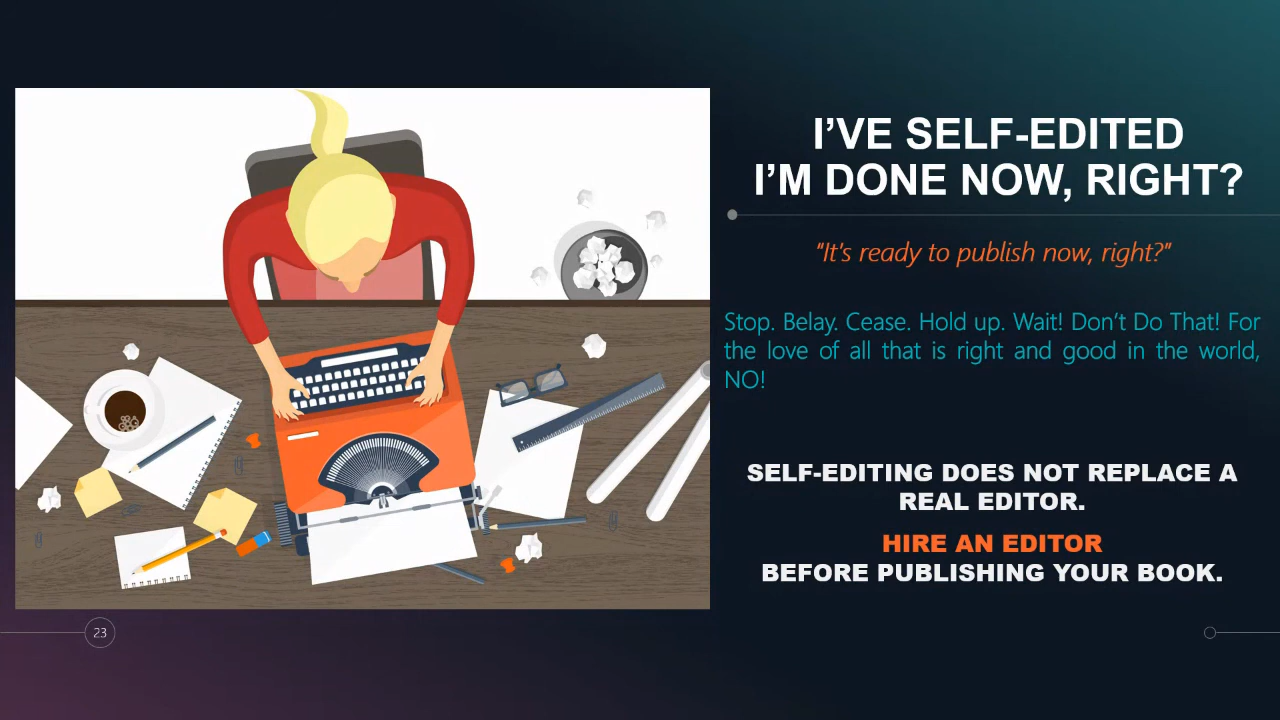 I'VE SELF-EDITED
I'M DONE NOW, RIGHT?
"It's ready to publish now, right?"
Stop. Belay. Cease. Hold up. Wait! Don't Do That! For
the love of all that is right and good in the world,
NO!
SELF-EDITING DOES NOT REPLACE A
REAL EDITOR.
HIRE AN EDITOR
BEFORE PUBLISHING YOUR BOOK.
23